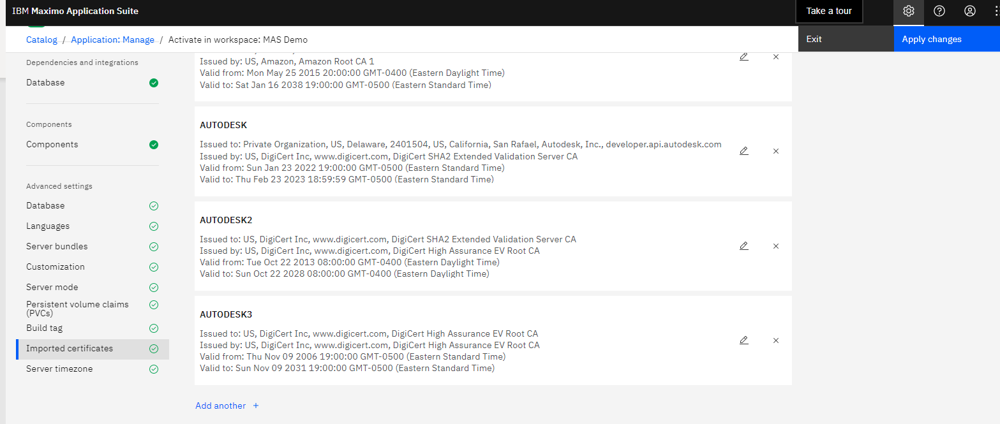 IBM Maximo Application Suite
Take a tour
Catalog / Application: Manage / Activate in workspace: MAS Demo
Exit
Apply changes
Dependencies and integrations
Database
Components
Components
Advanced settings
Database
Languages
Server bundles
Customization
Server mode
Persistent volume claims
(PVCs)
Build tag
Imported certificates
Server timezone
Issued by: US, Amazon, Amazon Root CA 1
Valid from: Mon May 25 2015 20:00:00 GMT-0400 (Eastern Daylight Time)
Valid to: Sat Jan 16 2038 19:00:00 GMT-0500 (Eastern Standard Time)
AUTODESK
Issued to: Private Organization, US, Delaware, 2401504, US, California, San Rafael, Autodesk, Inc., developer.api.autodesk.com
Issued by: US, DigiCert Inc, www.digicert.com, DigiCert SHA2 Extended Validation Server CA
Valid from: Sun Jan 23 2022 19:00:00 GMT-0500 (Eastern Standard Time)
Valid to: Thu Feb 23 2023 18:59:59 GMT-0500 (Eastern Standard Time)
AUTODESK2
Issued to: US, DigiCert Inc, www.digicert.com, DigiCert SHA2 Extended Validation Server CA
Issued by: US, DigiCert Inc, www.digicert.com, DigiCert High Assurance EV Root CA
Valid from: Tue Oct 22 2013 08:00:00 GMT-0400 (Eastern Daylight Time)
Valid to: Sun Oct 22 2028 08:00:00 GMT-0400 (Eastern Daylight Time)
AUTODESK3
Issued to: US, DigiCert Inc, www.digicert.com, DigiCert High Assurance EV Root CA
Issued by: US, DigiCert Inc, www.digicert.com, DigiCert High Assurance EV Root CA
Valid from: Thu Nov 09 2006 19:00:00 GMT-0500 (Eastern Standard Time)
Valid to: Sun Nov 09 2031 19:00:00 GMT-0500 (Eastern Standard Time)
Add another +